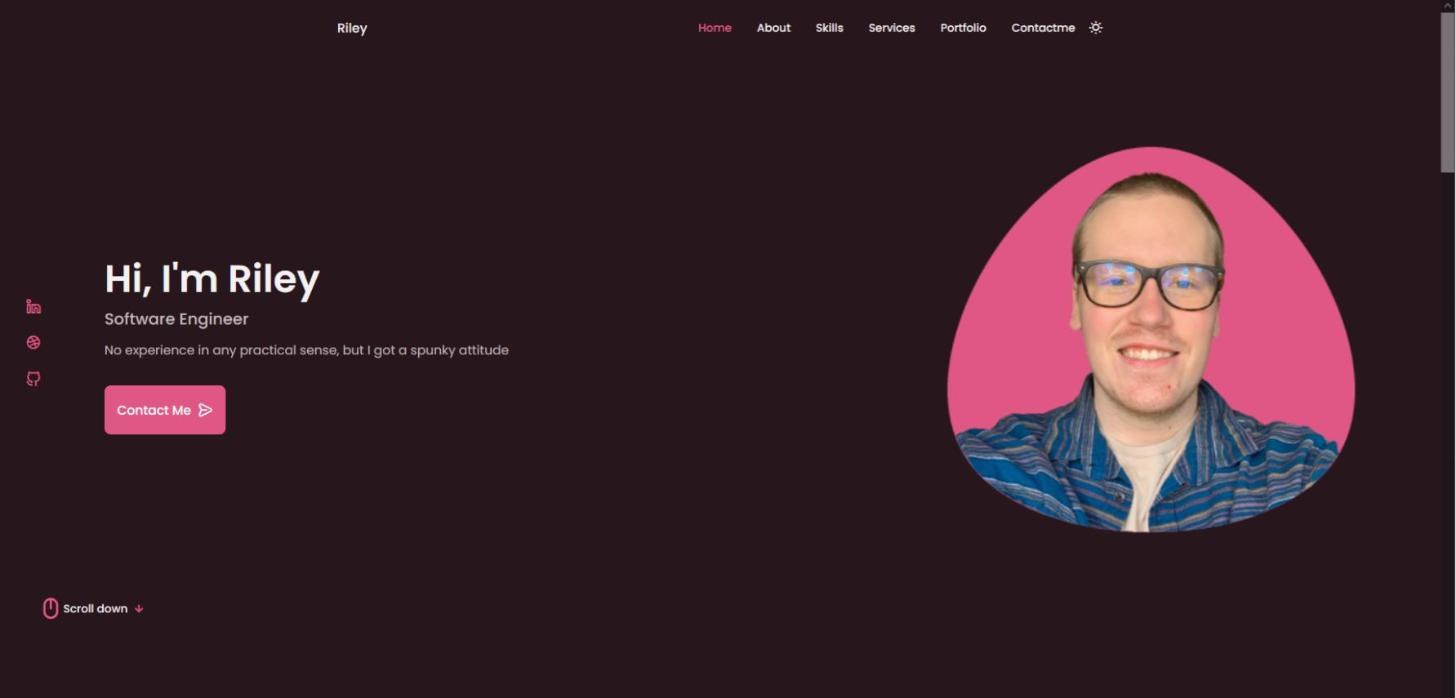 Riley
Home About Skills Services Portfolio Contactme
Hi, I'm Riley
Software Engineer
No experience in any practical sense, but I got a spunky attitude
Contact Me
Scroll down